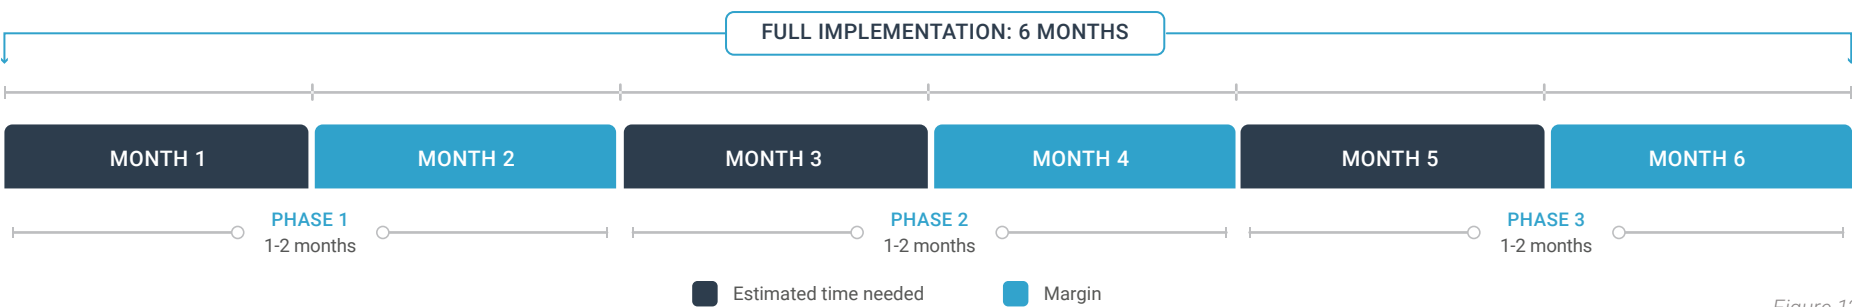 FULL IMPLEMENTATION: 6 MONTHS
MONTH 1
MONTH 2
MONTH 3
MONTH 4
MONTH 5
MONTH 6
PHASE 1
1-2 months
PHASE 2
1-2 months
PHASE 3
1-2 months
Estimated time needed
Margin
Figure